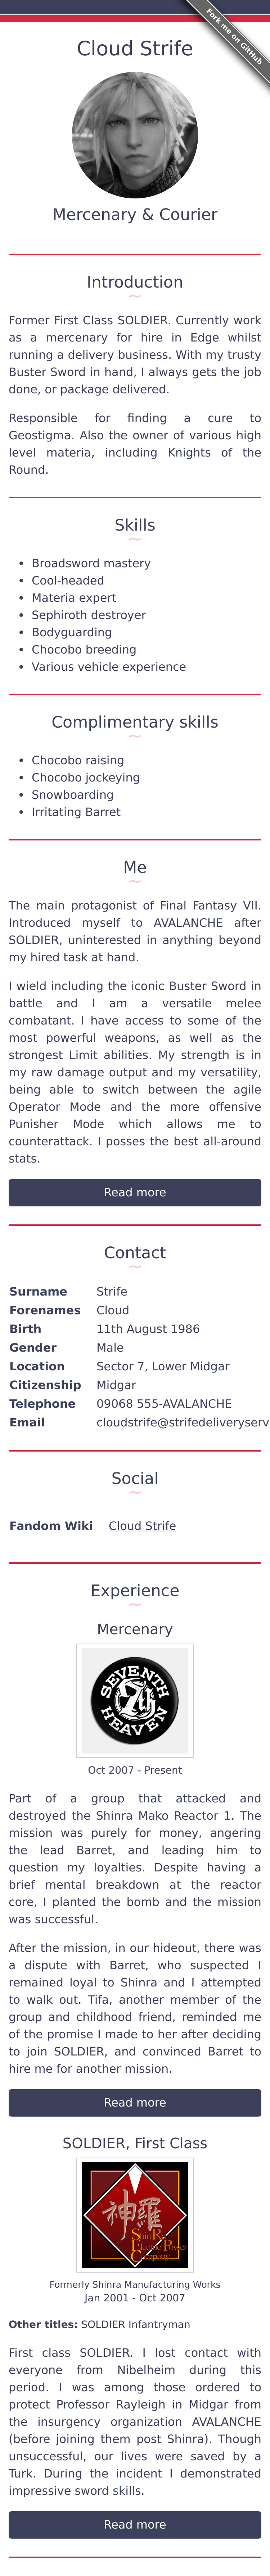 Fork me on GitHub
Cloud Strife
Mercenary & Courier
Introduction
~
Former First Class SOLDIER. Currently work
as a mercenary for hire in Edge whilst
running a delivery business. With my trusty
Buster Sword in hand, I always gets the job
done, or package delivered.
Responsible for finding a cure to
Geostigma. Also the owner of various high
level materia, including Knights of the
Round.
Skills
~
• Broadsword mastery
• Cool-headed
• Materia expert
• Sephiroth destroyer
• Bodyguarding
• Chocobo breeding
• Various vehicle experience
Complimentary skills
~
• Chocobo raising
• Chocobo jockeying
• Snowboarding
• Irritating Barret
Me
~
The main protagonist of Final Fantasy VII.
Introduced myself to AVALANCHE after
SOLDIER, uninterested in anything beyond
my hired task at hand.
I wield including the iconic Buster Sword in
battle and I am a versatile melee
combatant. I have access to some of the
most powerful weapons, as well as the
strongest Limit abilities. My strength is in
my raw damage output and my versatility,
being able to switch between the agile
Operator Mode and the more offensive
Punisher Mode which allows me to
counterattack. I posses the best all-around
stats.
Read more
Contact
~
Surname Strife
Forenames Cloud
Birth 11th August 1986
Gender Male
Location Sector 7, Lower Midgar
Citizenship Midgar
Telephone 09068 555-AVALANCHE
Email cloudstrife@strifedeliveryserv
Social
~
Fandom Wiki Cloud Strife
Experience
~
Mercenary
SEVENTH
7th
HEAVEN
Oct 2007 - Present
Part of a group that attacked and
destroyed the Shinra Mako Reactor 1. The
mission was purely for money, angering
the lead Barret, and leading him to
question my loyalties. Despite having a
brief mental breakdown at the reactor
core, I planted the bomb and the mission
was successful.
After the mission, in our hideout, there was
a dispute with Barret, who suspected I
remained loyal to Shinra and I attempted
to walk out. Tifa, another member of the
group and childhood friend, reminded me
of the promise I made to her after deciding
to join SOLDIER, and convinced Barret to
hire me for another mission.
Read more
SOLDIER, First Class
神羅
ShinRa
Electric Power
Company
Formerly Shinra Manufacturing Works
Jan 2001 - Oct 2007
Other titles: SOLDIER Infantryman
First class SOLDIER. I lost contact with
everyone from Nibelheim during this
period. I was among those ordered to
protect Professor Rayleigh in Midgar from
the insurgency organization AVALANCHE
(before joining them post Shinra). Though
unsuccessful, our lives were saved by a
Turk. During the incident I demonstrated
impressive sword skills.
Read more